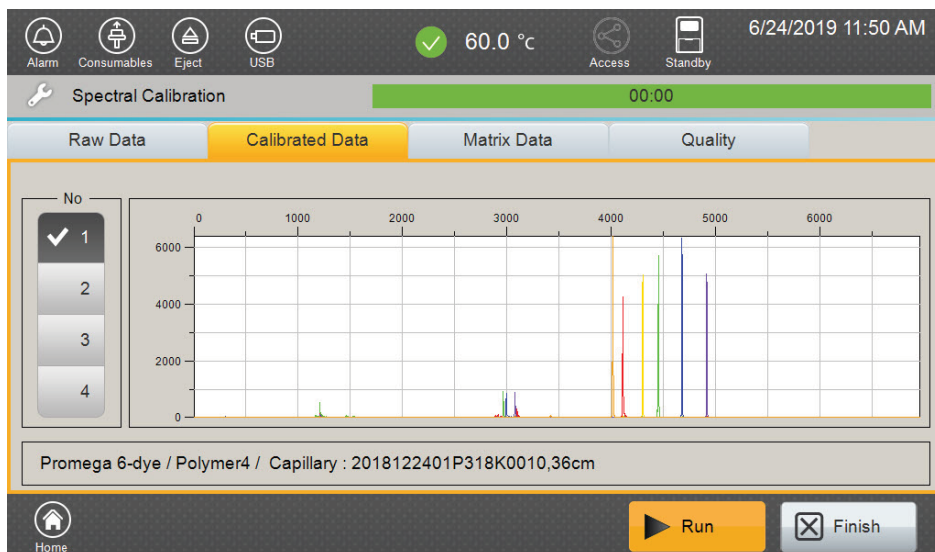 6/24/2019 11:50 AM
60.0 °c
Alarm Consumables Eject USB Access Standby
Spectral Calibration 00:00
Raw Data Calibrated Data Matrix Data Quality
No
1
2
3
4
0 1000 2000 3000 4000 5000 6000
6000
4000
2000
0
Promega 6-dye / Polymer4 / Capillary : 2018122401P318K0010,36cm
Home
Run Finish